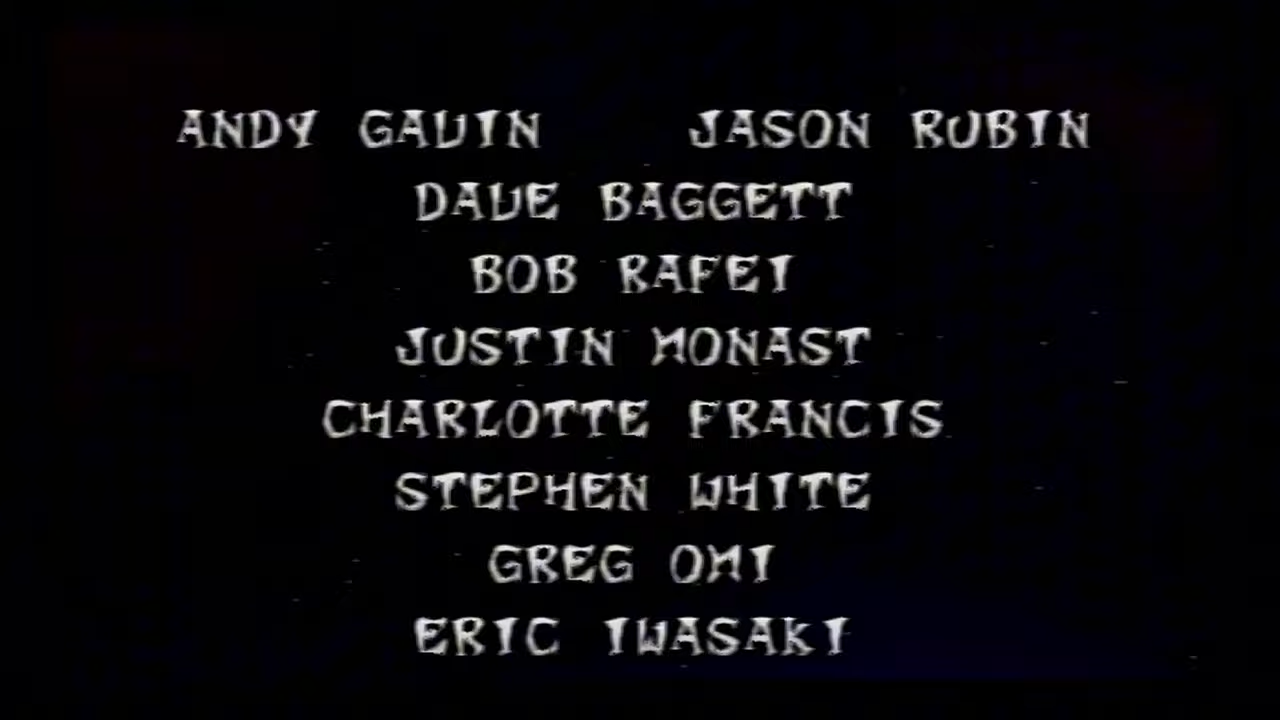 ANDY GAVIN JASON RUBIN
DAVE BAGGETT
BOB RAFEI
JUSTIN MONAST
CHARLOTTE FRANCIS
STEPHEN WHITE
GREG OMI
ERIC IWASAKI